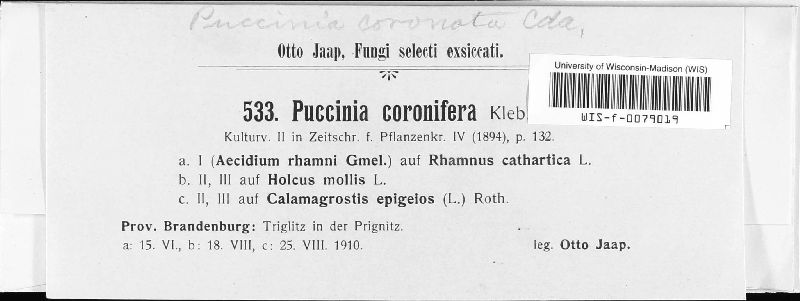 Puccinia coronata Cda,
Otto Jaap, Fungi selecti exsiccati.
University of Wisconsin-Madison (WIS)
WIS-f-0079019
533. Puccinia coronifera Kleb
Kulturv. II in Zeitschr. f. Pflanzenkr. IV (1894), p. 132.
a. I (Aecidium rhamni Gmel.) auf Rhamnus cathartica L.
b. II, III auf Holcus mollis L.
c. II, III auf Calamagrostis epigeios (L.) Roth.
Prov. Brandenburg: Triglitz in der Prignitz.
a: 15. VI., b: 18. VIII, c: 25. VIII. 1910. leg. Otto Jaap.